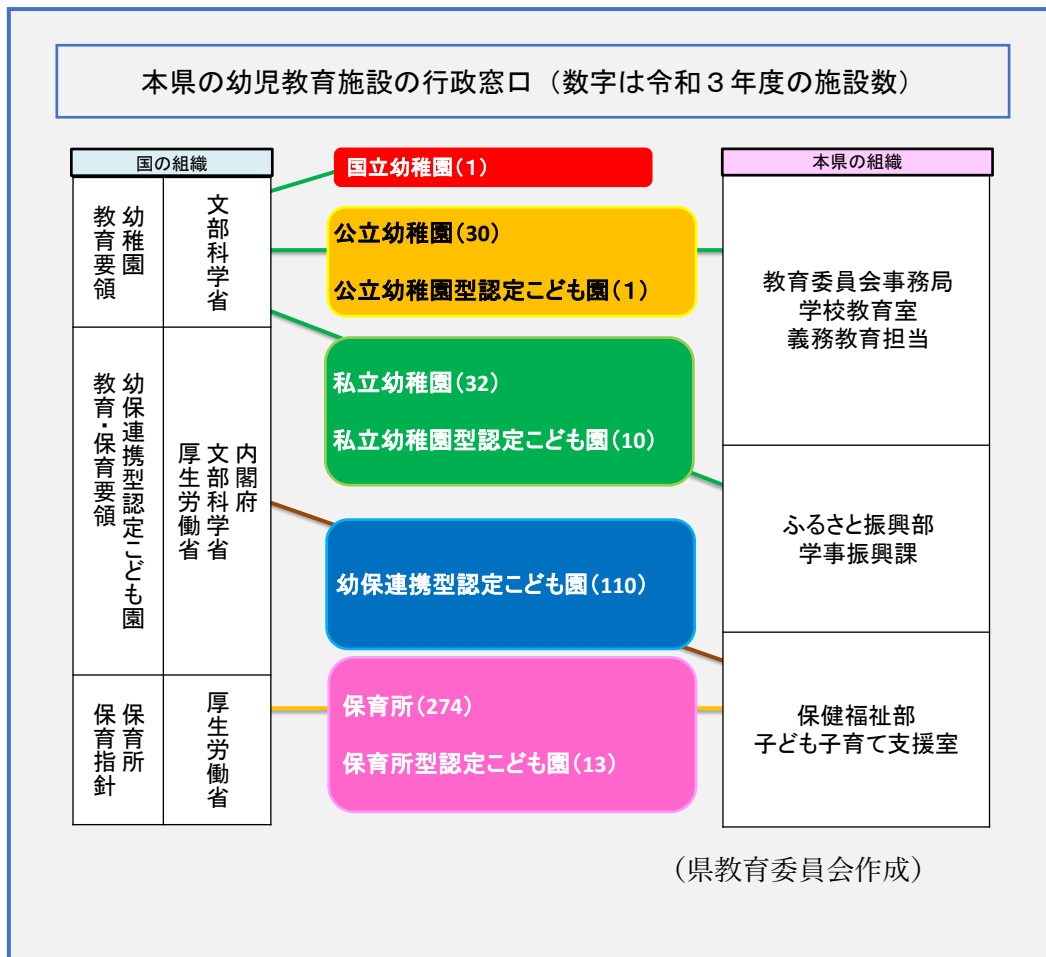 本県の幼児教育施設の行政窓口（数字は令和３年度の施設数）
国の組織
幼稚園
教育要領
文部科学省
幼保連携型認定こども園
教育・保育要領
内閣府
文部科学省
厚生労働省
保育所
保育指針
厚生労働省
国立幼稚園（１）
公立幼稚園（30）
公立幼稚園型認定こども園（１）
私立幼稚園（32）
私立幼稚園型認定こども園（10）
幼保連携型認定こども園（110）
保育所（274）
保育所型認定こども園（13）
本県の組織
教育委員会事務局
学校教育室
義務教育担当
ふるさと振興部
学事振興課
保健福祉部
子ども子育て支援室
（県教育委員会作成）